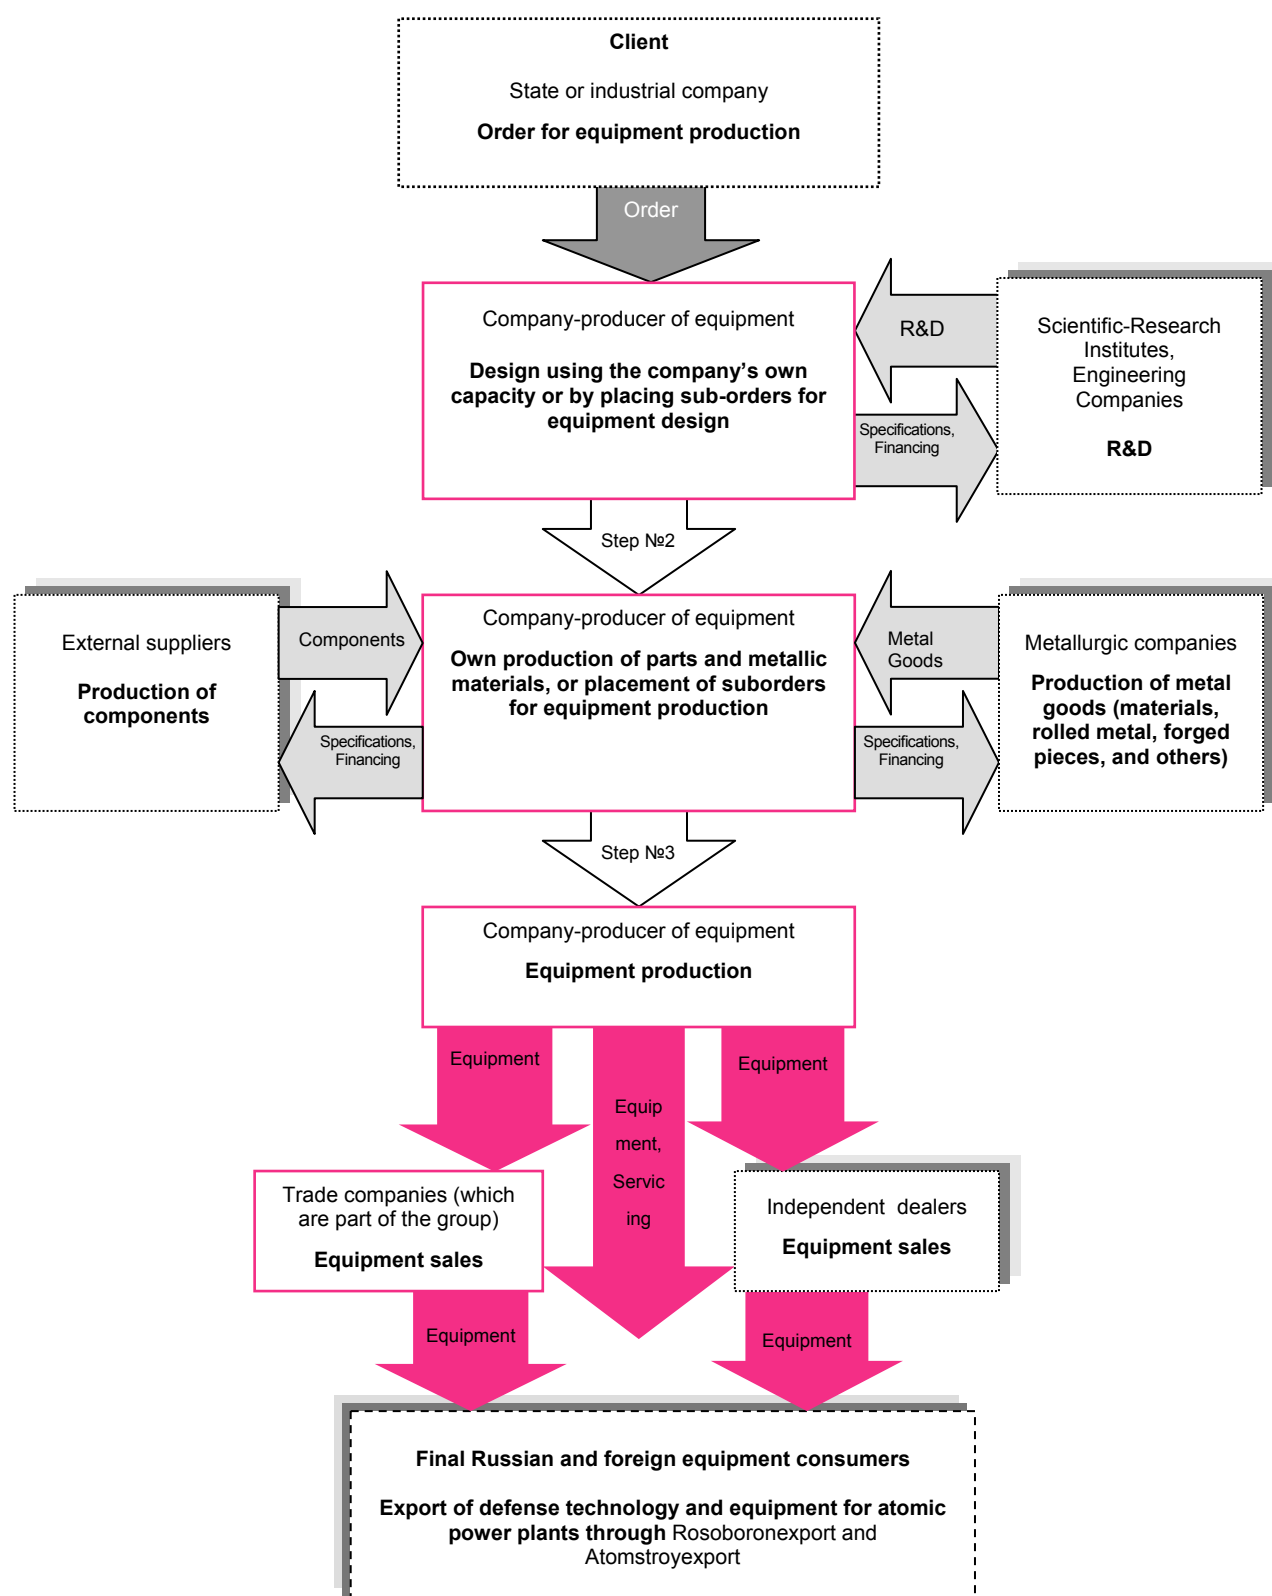 Client
State or industrial company
Order for equipment production
Order
Company-producer of equipment
Design using the company’s own
capacity or by placing sub-orders for
equipment design
R&D
Specifications,
Financing
Scientific-Research
Institutes,
Engineering
Companies
R&D
Step №2
External suppliers
Production of
components
Components
Specifications,
Financing
Company-producer of equipment
Own production of parts and metallic
materials, or placement of suborders
for equipment production
Metal
Goods
Specifications,
Financing
Metallurgic companies
Production of metal
goods (materials,
rolled metal, forged
pieces, and others)
Step №3
Company-producer of equipment
Equipment production
Equipment
Equip
ment,
Servic
ing
Equipment
Trade companies (which
are part of the group)
Equipment sales
Independent  dealers
Equipment sales
Equipment
Equipment
Final Russian and foreign equipment consumers
Export of defense technology and equipment for atomic
power plants through Rosoboronexport and
Atomstroyexport